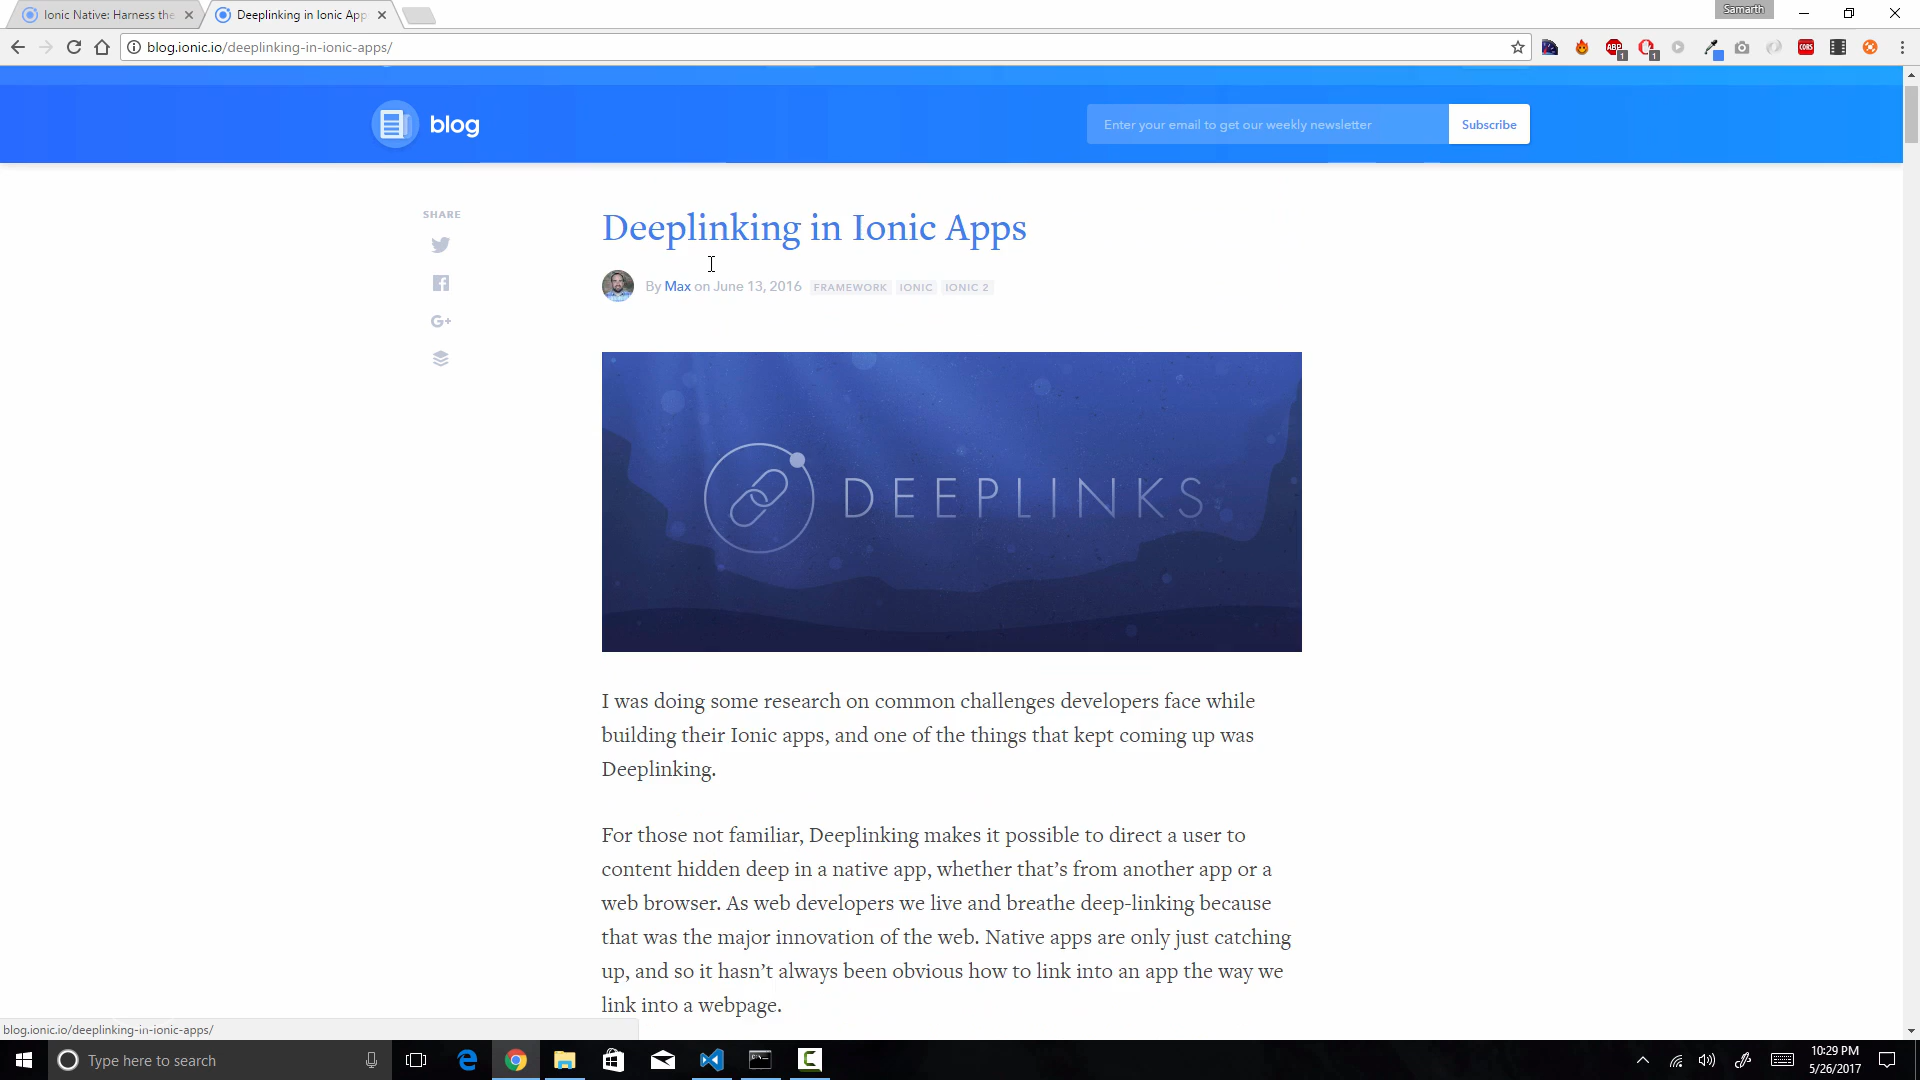 Ionic Native: Harness the
Deeplinking in Ionic App
Samarth
blog.ionic.io/deeplinking-in-ionic-apps/
ABP
1
1
CORS
blog
Enter your email to get our weekly newsletter
Subscribe
SHARE
Deeplinking in Ionic Apps
By Max on June 13, 2016 FRAMEWORK IONIC IONIC 2
G+
DEEPLINKS
I was doing some research on common challenges developers face while
building their Ionic apps, and one of the things that kept coming up was
Deeplinking.
For those not familiar, Deeplinking makes it possible to direct a user to
content hidden deep in a native app, whether that’s from another app or a
web browser. As web developers we live and breathe deep-linking because
that was the major innovation of the web. Native apps are only just catching
up, and so it hasn’t always been obvious how to link into an app the way we
link into a webpage.
blog.ionic.io/deeplinking-in-ionic-apps/
Type here to search
10:29 PM
5/26/2017